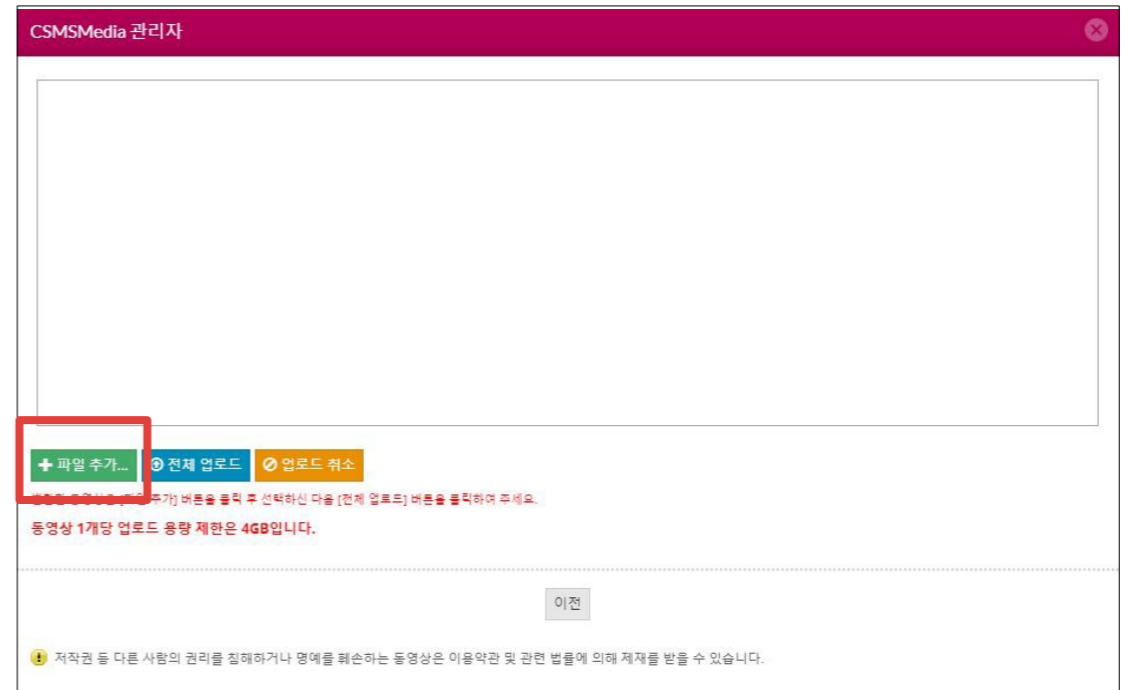 CSMSMedia 관리자
파일 추가...
전체 업로드
업로드 취소
추가] 버튼을 클릭 후 선택하신 다음 [전체 업로드] 버튼을 클릭하여 주세요.
동영상 1개당 업로드 용량 제한은 4GB입니다.
이전
저작권 등 다른 사람의 권리를 침해하거나 명예를 훼손하는 동영상은 이용약관 및 관련 법률에 의해 제재를 받을 수 있습니다.